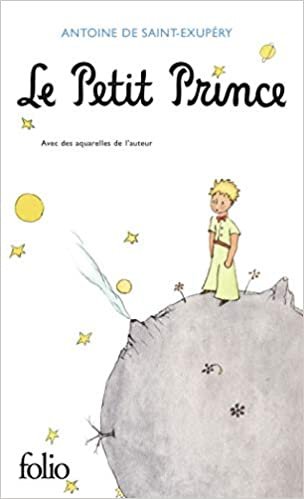 ANTOINE DE SAINT-EXUPÉRY
Le Petit Prince
Avec des aquarelles de l'auteur
folio